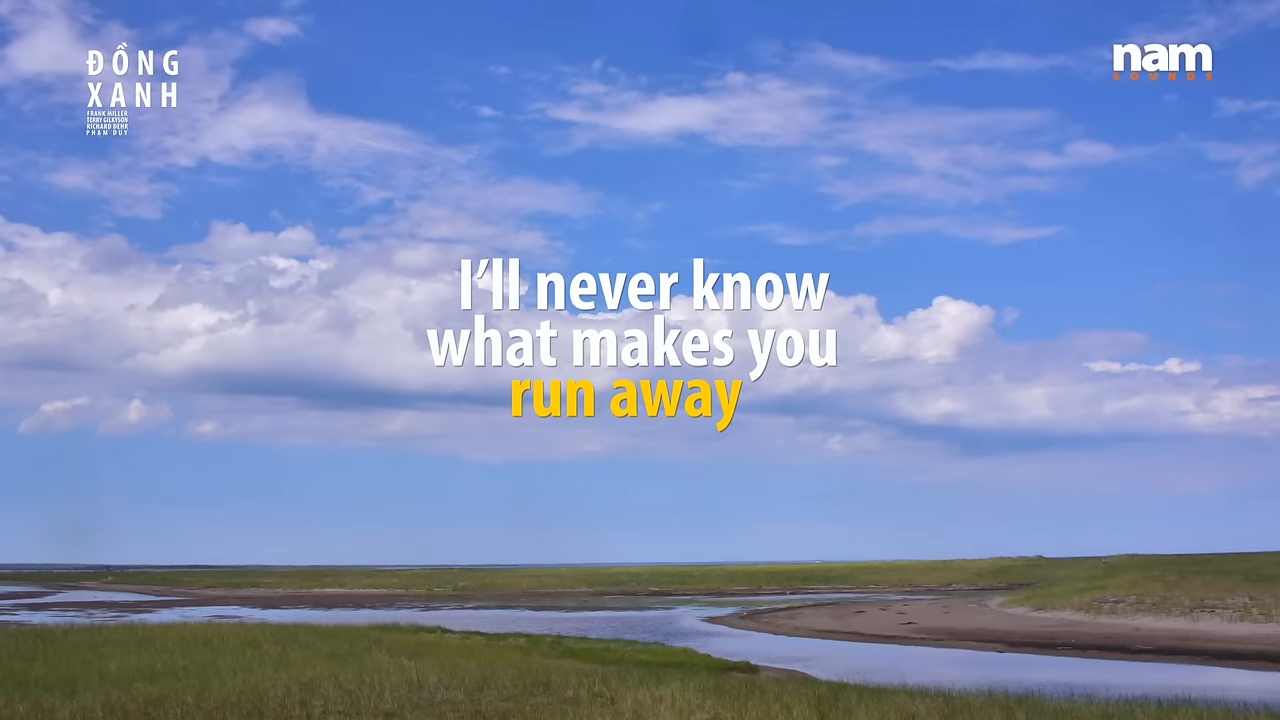 ĐỒNG
XANH
FRANK MILLER
TERRY GILKYSON
RICHARD DEHR
PHẠM DUY
nam
SOUNDS
I'll never know
what makes you
run away